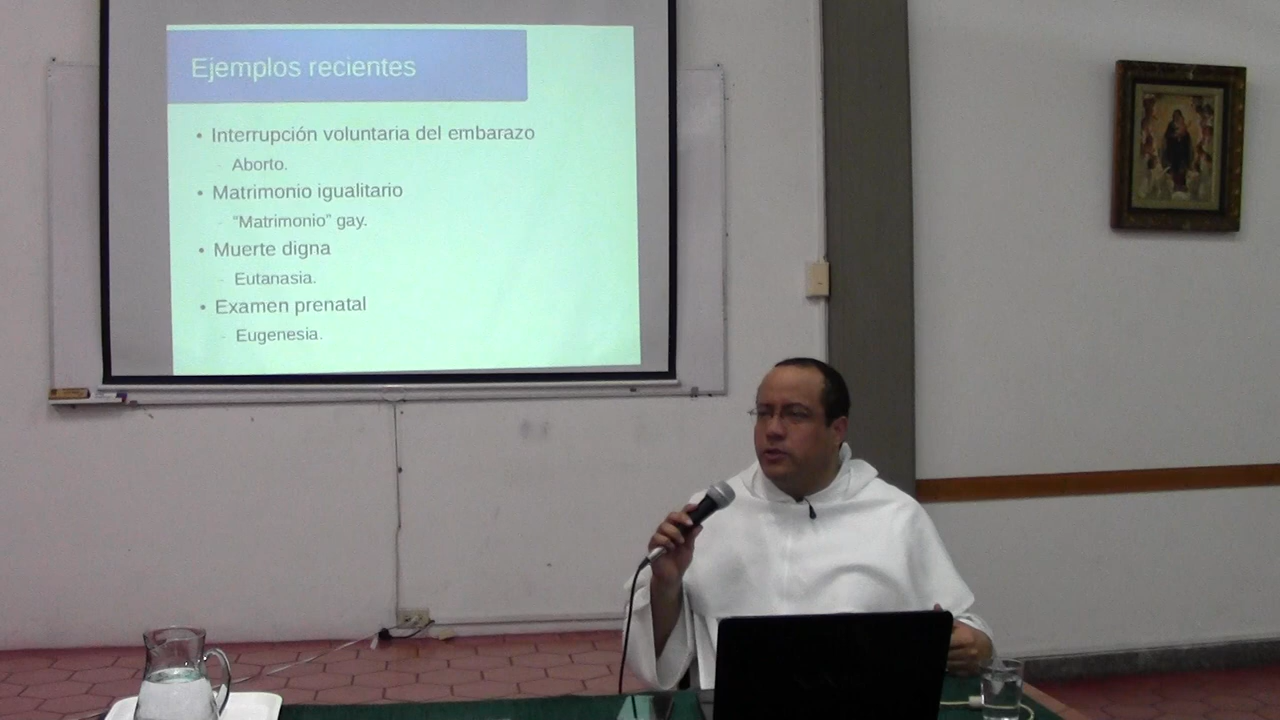 Ejemplos recientes
• Interrupción voluntaria del embarazo
- Aborto.
• Matrimonio igualitario
- “Matrimonio” gay.
• Muerte digna
- Eutanasia.
• Examen prenatal
- Eugenesia.